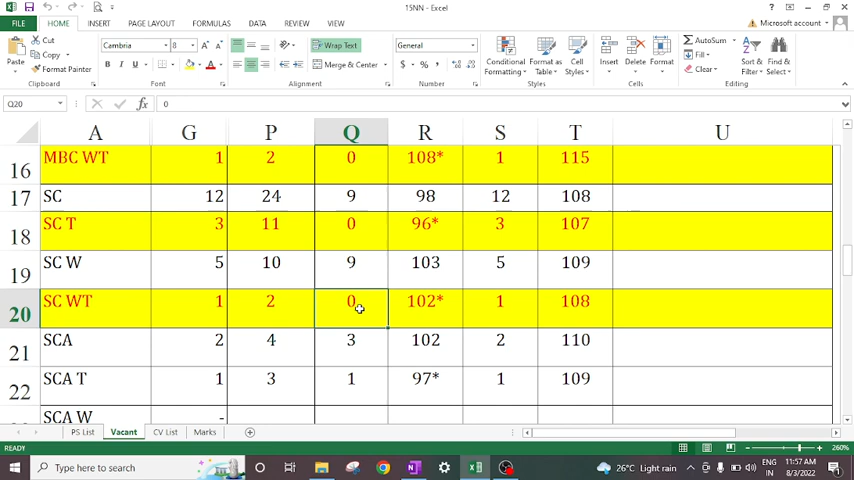 15NN - Excel
Microsoft account
FILE HOME INSERT PAGE LAYOUT FORMULAS DATA REVIEW VIEW
Paste Cut Copy Format Painter
Cambria 8
B I U
Wrap Text
Merge & Center
General
$ % ,
Conditional Formatting Format as Table Cell Styles
Insert Delete Format
AutoSum Fill Clear
Sort & Filter Find & Select
Clipboard Font Alignment Number Styles Cells Editing
Q20 fx 0
A G P Q R S T U
16 MBC WT 1 2 0 108* 1 115
17 SC 12 24 9 98 12 108
18 SC T 3 11 0 96* 3 107
19 SC W 5 10 9 103 5 109
20 SC WT 1 2 0 102* 1 108
21 SCA 2 4 3 102 2 110
22 SCA T 1 3 1 97* 1 109
SCA W -
PS List Vacant CV List Marks
READY 260%
Type here to search
26°C Light rain
ENG IN
11:57 AM
8/3/2022